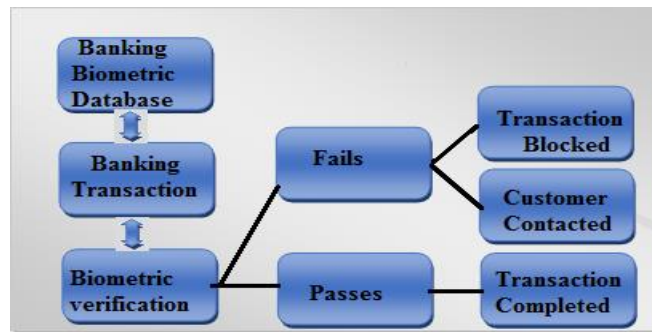 Banking
Biometric
Database
Banking
Transaction
Biometric
verification
Fails
Passes
Transaction
Blocked
Customer
Contacted
Transaction
Completed